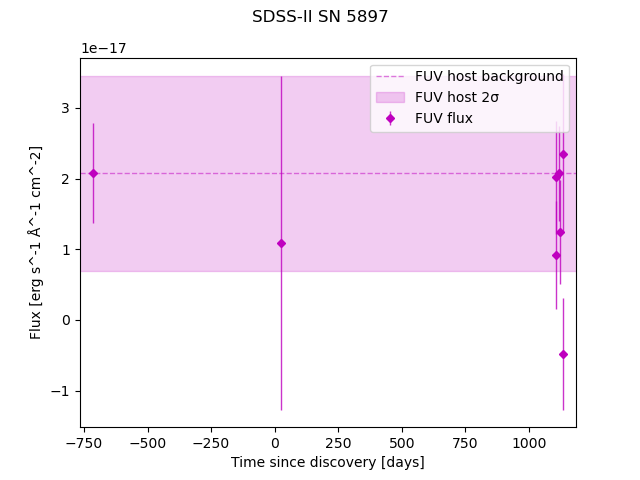 SDSS-II SN 5897
1e−17
FUV host background
FUV host 2σ
FUV flux
3
2
1
0
−1
Flux [erg s^-1 Å^-1 cm^-2]
−750
−500
−250
0
250
500
750
1000
Time since discovery [days]